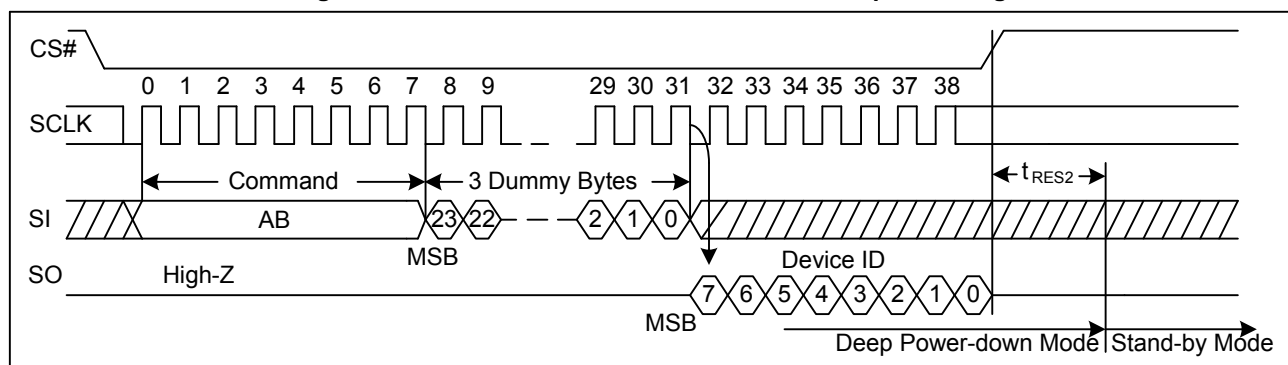 CS#
0 1 2 3 4 5 6 7 8 9 29 30 31 32 33 34 35 36 37 38
SCLK
Command 3 Dummy Bytes tRES2
SI AB 23 22 2 1 0
MSB
SO High-Z Device ID
7 6 5 4 3 2 1 0
MSB
Deep Power-down Mode Stand-by Mode